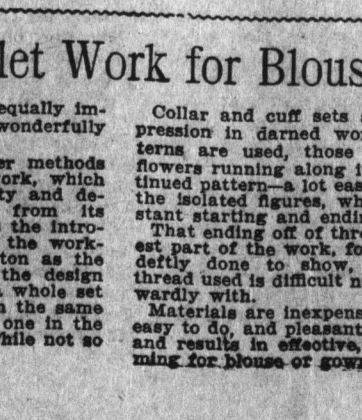 let Work for Blous
equally im-
wonderfully
er methods
ork, which
ty and de-
from its
the intro-
the work-
ton as the
the design
whole set
n the same
one in the
While not so
Collar and cuff sets
pression in darned wo
terns are used, those
flowers running along i
tinued pattern—a lot eas
the isolated figures, wh
stant starting and endi
That ending off of thr
est part of the work, fo
deftly done to show,
thread used is difficult n
wardly with.
Materials are inexpens
easy to do, and pleasant
and results in effective,
ming for blouse or gow